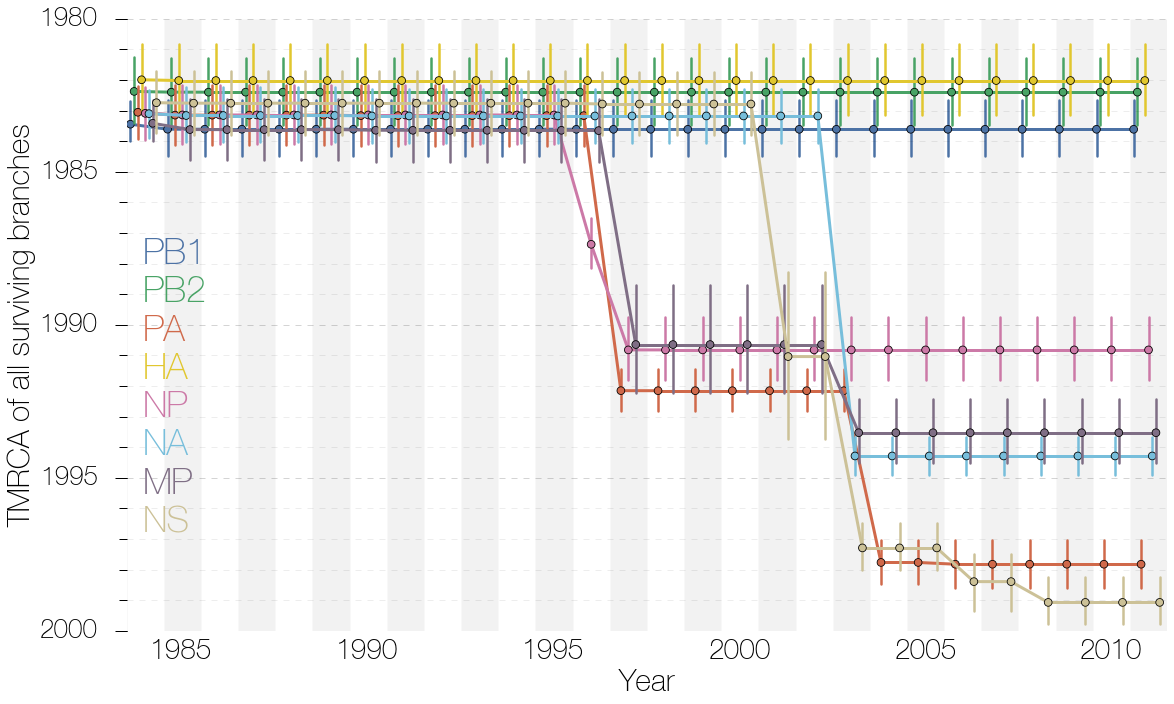 1980
1985
1990
1995
2000
TMRCA of all surviving branches
PB1
PB2
PA
HA
NP
NA
MP
NS
1985
1990
1995
2000
2005
2010
Year